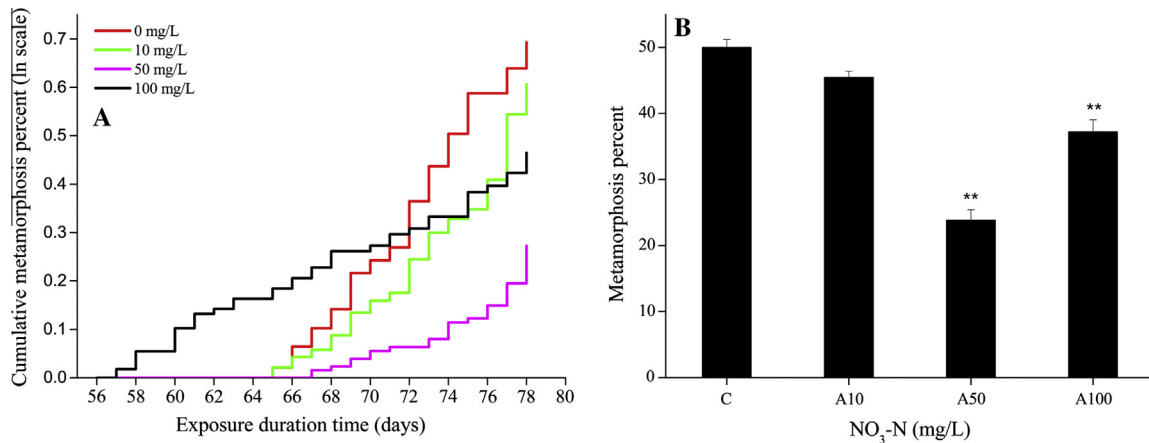 Cumulative metamorphosis percent (ln scale)
0.7
0.6
0.5
0.4
0.3
0.2
0.1
0.0
0 mg/L
10 mg/L
50 mg/L
100 mg/L
A
56 58 60 62 64 66 68 70 72 74 76 78 80
Exposure duration time (days)
Metamorphosis percent
50
40
30
20
10
0
B
**
**
C A10 A50 A100
NO₃-N (mg/L)